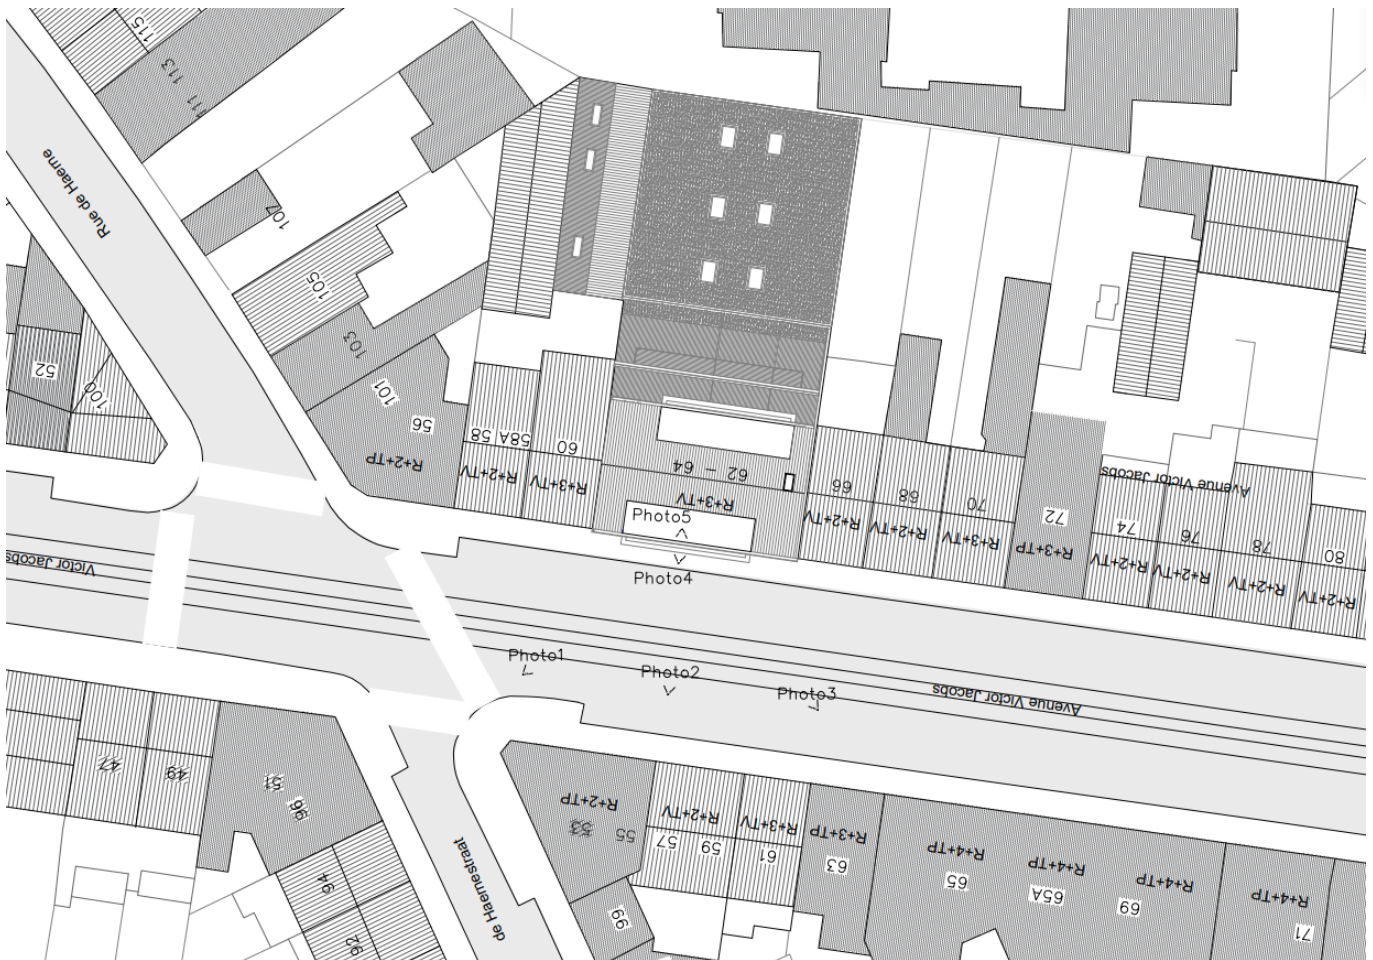 115
113
111
Rue de Haerne
107
105
103
101
52
100
56
R+2+TP
58
58A
R+2+TV
60
R+3+TV
62 - 64
R+3+TV
66
R+2+TV
68
R+2+TV
70
R+3+TV
72
R+3+TP
Avenue Victor Jacobs
74
R+2+TV
76
R+2+TV
78
R+2+TV
80
R+2+TV
Photo5
Photo4
Victor Jacobs
Photo1
Photo2
Photo3
Avenue Victor Jacobs
47
49
51
96
94
92
de Haernestraat
R+2+TP
53
55
99
R+2+TV
57
59
R+3+TV
61
R+3+TP
63
R+4+TP
65
R+4+TP
65A
R+4+TP
69
R+4+TP
71